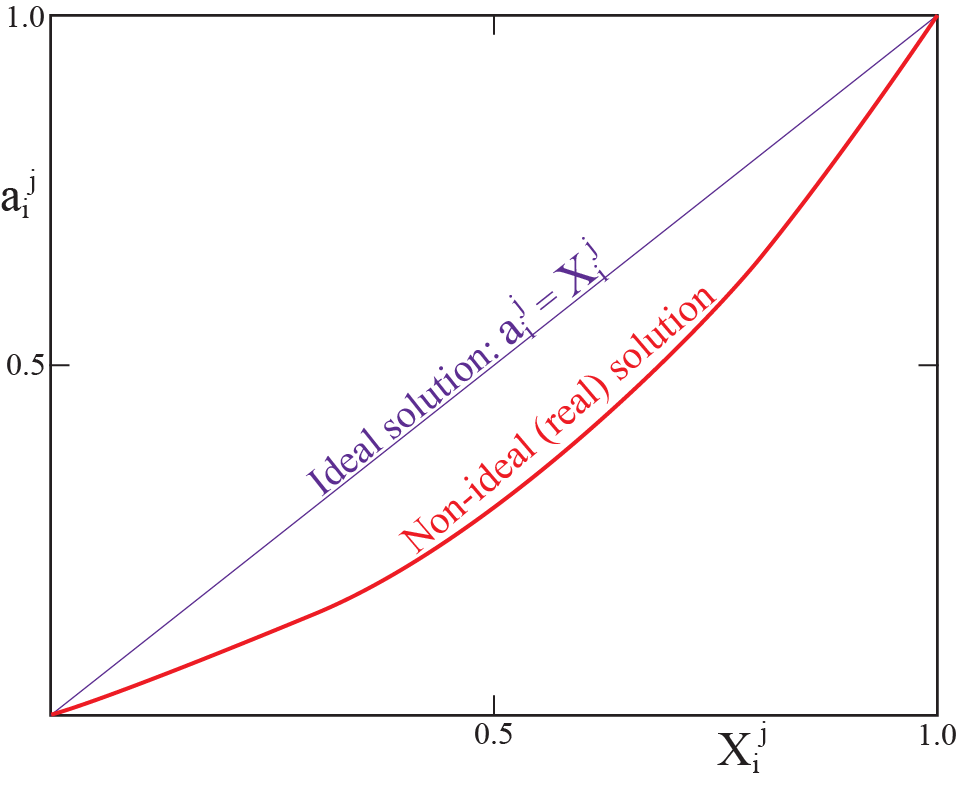 1.0
a_i^j
Ideal solution: a_i^j = X_i^j
Non-ideal (real) solution
0.5
0.5
X_i^j
1.0